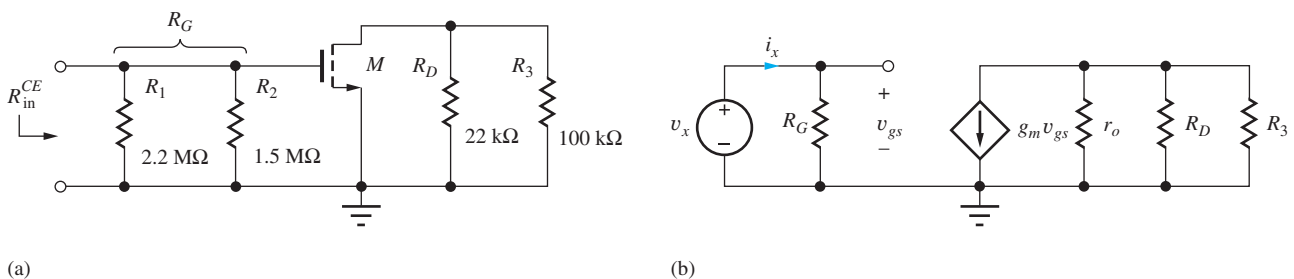 R_G
i_x
R_1
R_2
M
R_D
R_3
R_in^CE
2.2 MΩ
1.5 MΩ
22 kΩ
100 kΩ
+
−
v_x
R_G
+
v_gs
−
g_m v_gs
r_o
R_D
R_3
(a)
(b)